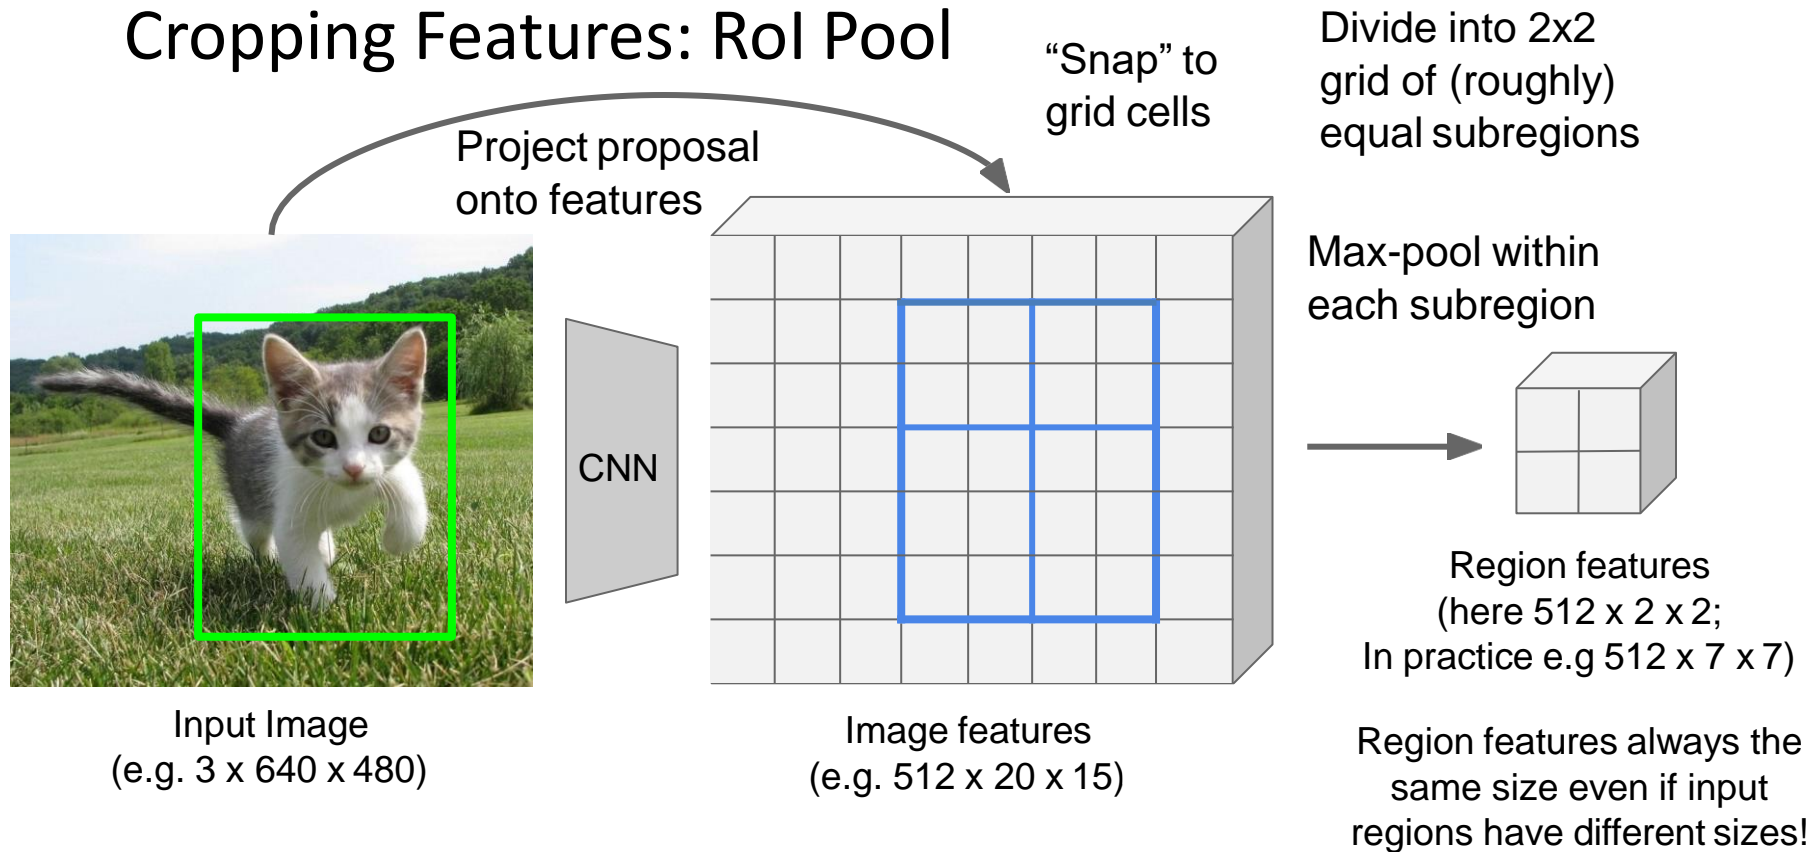 Cropping Features: RoI Pool
“Snap” to
grid cells
Divide into 2x2
grid of (roughly)
equal subregions
Project proposal
onto features
Max-pool within
each subregion
CNN
Input Image
(e.g. 3 x 640 x 480)
Image features
(e.g. 512 x 20 x 15)
Region features
(here 512 x 2 x 2;
In practice e.g 512 x 7 x 7)
Region features always the
same size even if input
regions have different sizes!